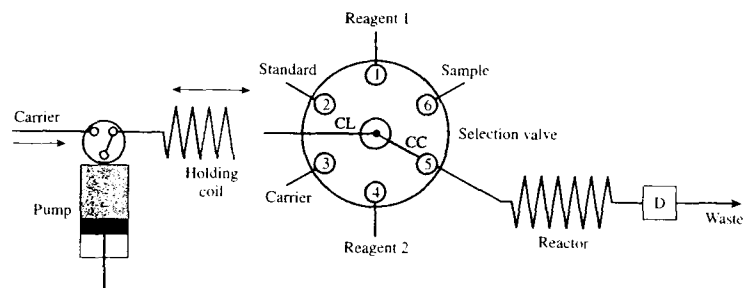 Reagent 1
Standard
Sample
1
2
6
Carrier
CL
CC
Selection valve
3
5
Holding
coil
Carrier
4
Pump
D
Reagent 2
Reactor
Waste